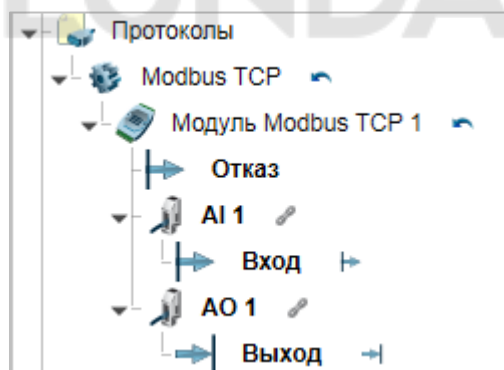 Протоколы
Modbus TCP
Модуль Modbus TCP 1
Отказ
AI 1
Вход
AO 1
Выход